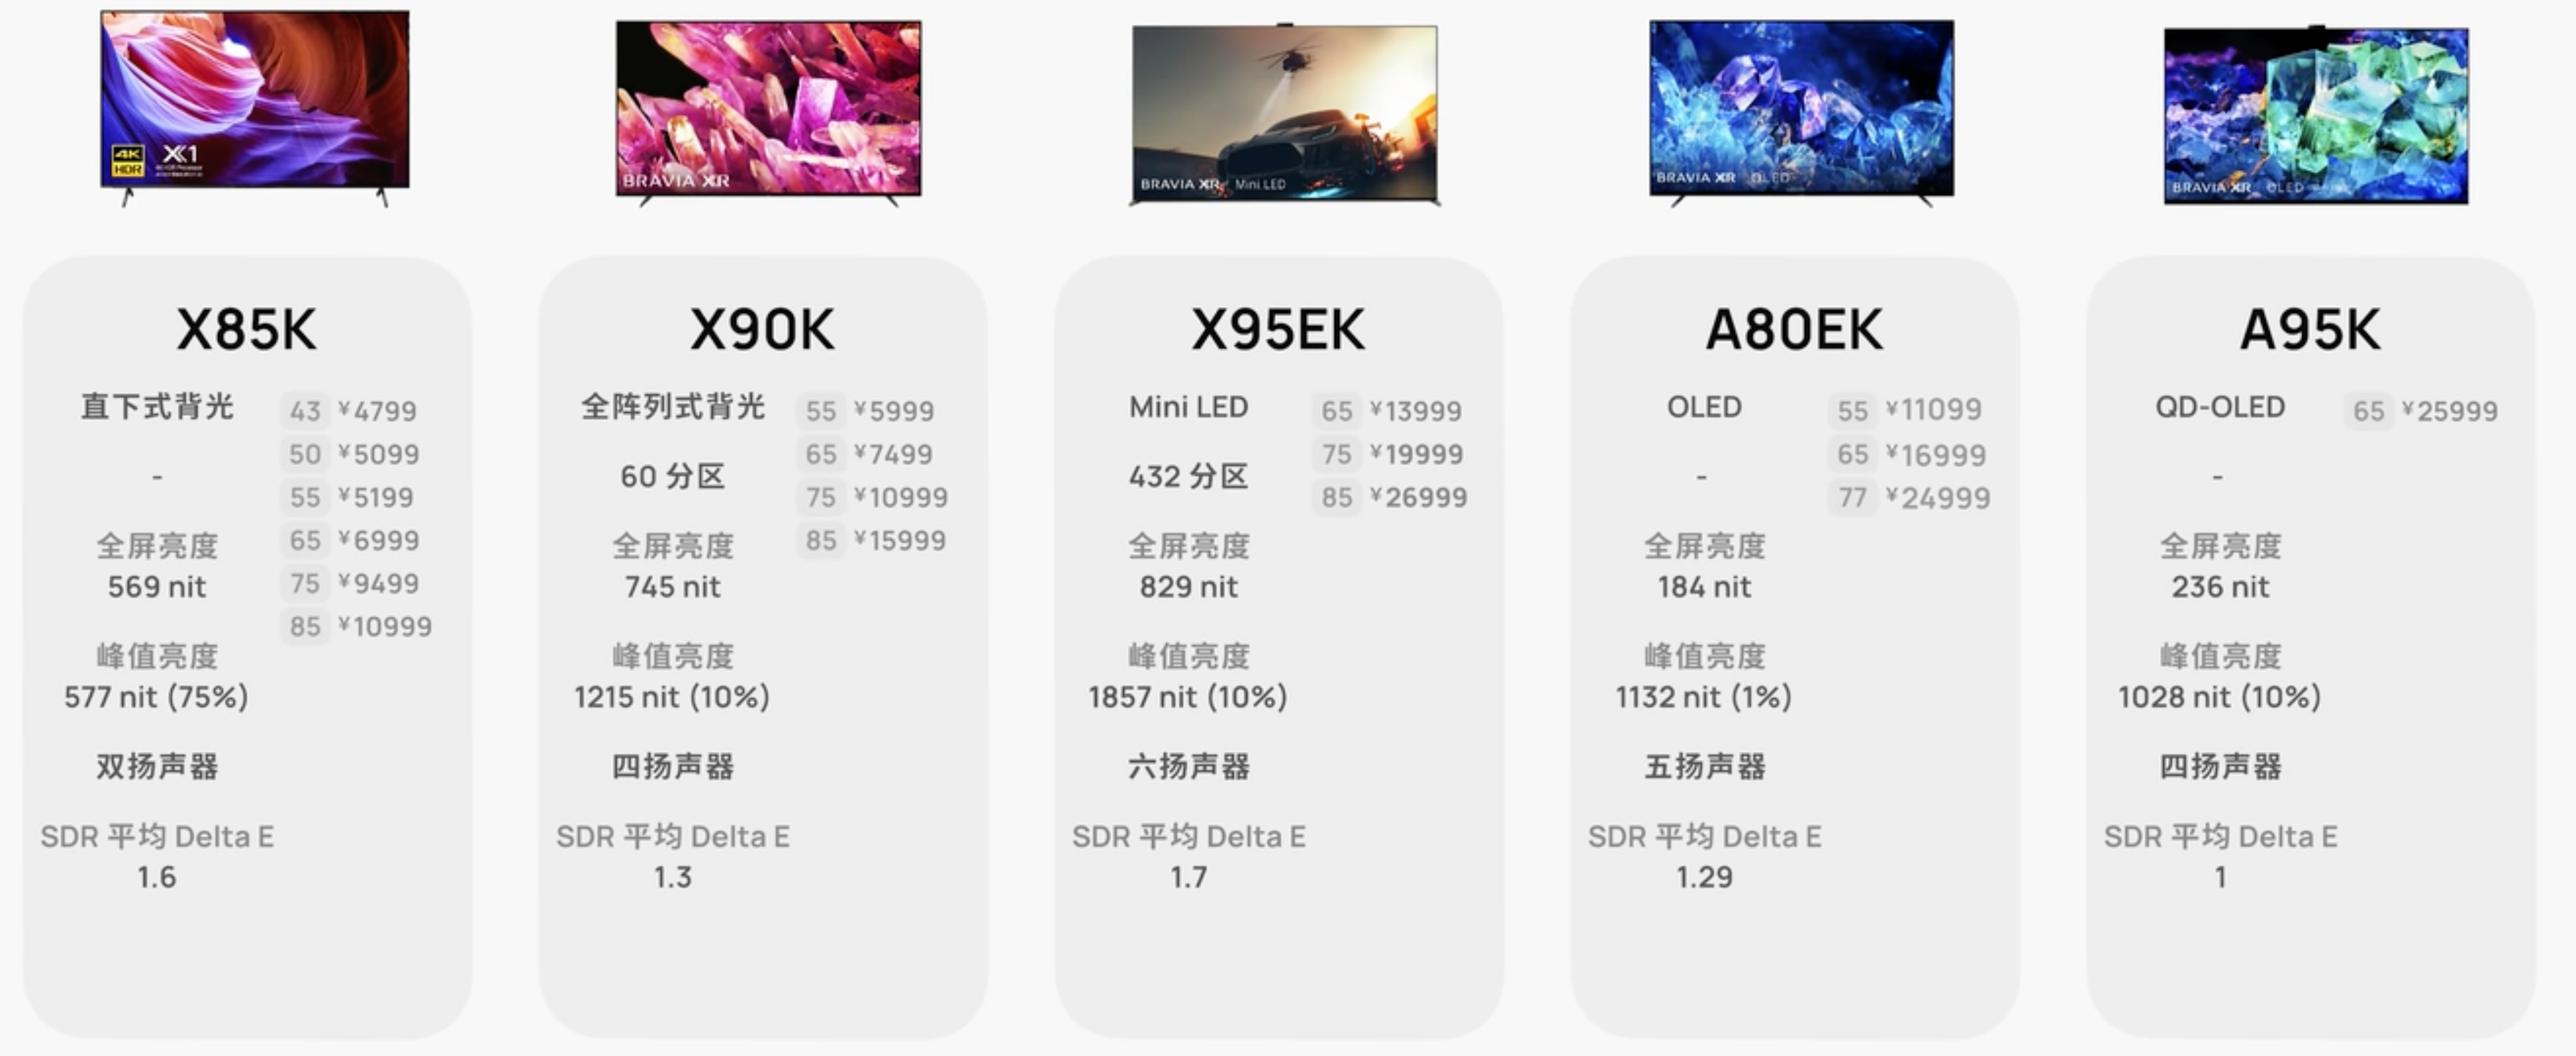 4K
HDR
X1
BRAVIA XR
BRAVIA XR Mini LED
BRAVIA XR OLED
BRAVIA XR OLED
X85K
直下式背光
43 ¥4799
50 ¥5099
-
55 ¥5199
全屏亮度
65 ¥6999
569 nit
75 ¥9499
85 ¥10999
峰值亮度
577 nit (75%)
双扬声器
SDR 平均 Delta E
1.6
X90K
全阵列式背光
55 ¥5999
65 ¥7499
60 分区
75 ¥10999
全屏亮度
85 ¥15999
745 nit
峰值亮度
1215 nit (10%)
四扬声器
SDR 平均 Delta E
1.3
X95EK
Mini LED
65 ¥13999
75 ¥19999
432 分区
85 ¥26999
全屏亮度
829 nit
峰值亮度
1857 nit (10%)
六扬声器
SDR 平均 Delta E
1.7
A80EK
OLED
55 ¥11099
65 ¥16999
-
77 ¥24999
全屏亮度
184 nit
峰值亮度
1132 nit (1%)
五扬声器
SDR 平均 Delta E
1.29
A95K
QD-OLED
65 ¥25999
-
全屏亮度
236 nit
峰值亮度
1028 nit (10%)
四扬声器
SDR 平均 Delta E
1